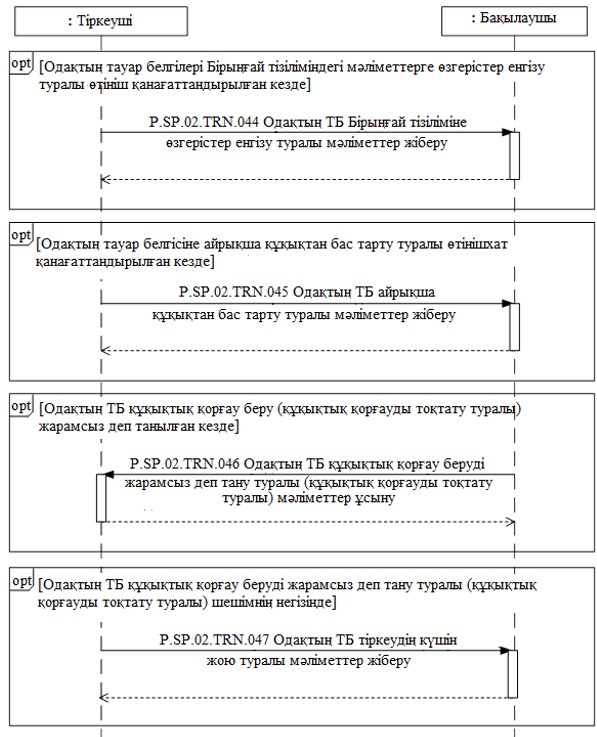 : Тіркеуші
: Бақылаушы
opt
[Одақтың тауар белгілері Бірыңғай тізіліміндегі мәліметтерге өзгерістер енгізу
туралы өтініш қанағаттандырылған кезде]
P.SP.02.TRN.044 Одақтың ТБ Бірыңғай тізіліміне
өзгерістер енгізу туралы мәліметтер жіберу
opt
[Одақтың тауар белгісіне айрықша құқықтан бас тарту туралы өтінішхат
қанағаттандырылған кезде]
P.SP.02.TRN.045 Одақтың ТБ айрықша
құқықтан бас тарту туралы мәліметтер жіберу
opt
[Одақтың ТБ құқықтық қорғау беру (құқықтық қорғауды тоқтату туралы)
жарамсыз деп танылған кезде]
P.SP.02.TRN.046 Одақтың ТБ құқықтық қорғау беруді
жарамсыз деп тану туралы (құқықтық қорғауды тоқтату
туралы) мәліметтер ұсыну
opt
[Одақтың ТБ құқықтық қорғау беруді жарамсыз деп тану туралы (құқықтық
қорғауды тоқтату туралы) шешімнің негізінде]
P.SP.02.TRN.047 Одақтың ТБ тіркеудің күшін
жою туралы мәліметтер жіберу